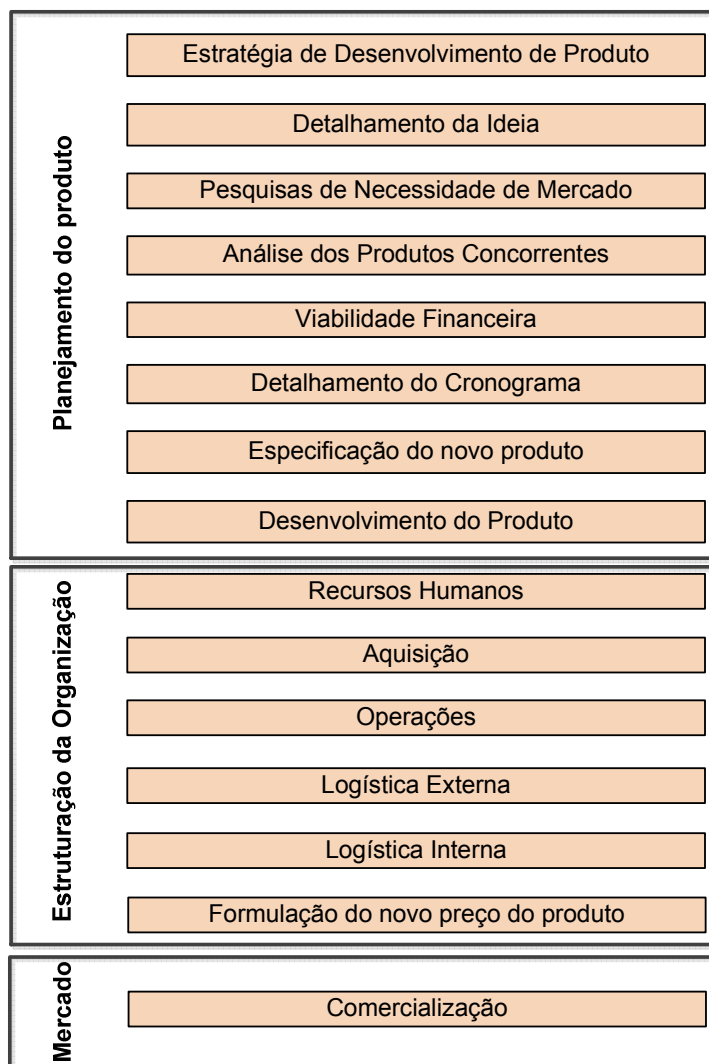 Planejamento do produto
Estratégia de Desenvolvimento de Produto
Detalhamento da Ideia
Pesquisas de Necessidade de Mercado
Análise dos Produtos Concorrentes
Viabilidade Financeira
Detalhamento do Cronograma
Especificação do novo produto
Desenvolvimento do Produto
Estruturação da Organização
Recursos Humanos
Aquisição
Operações
Logística Externa
Logística Interna
Formulação do novo preço do produto
Mercado
Comercialização